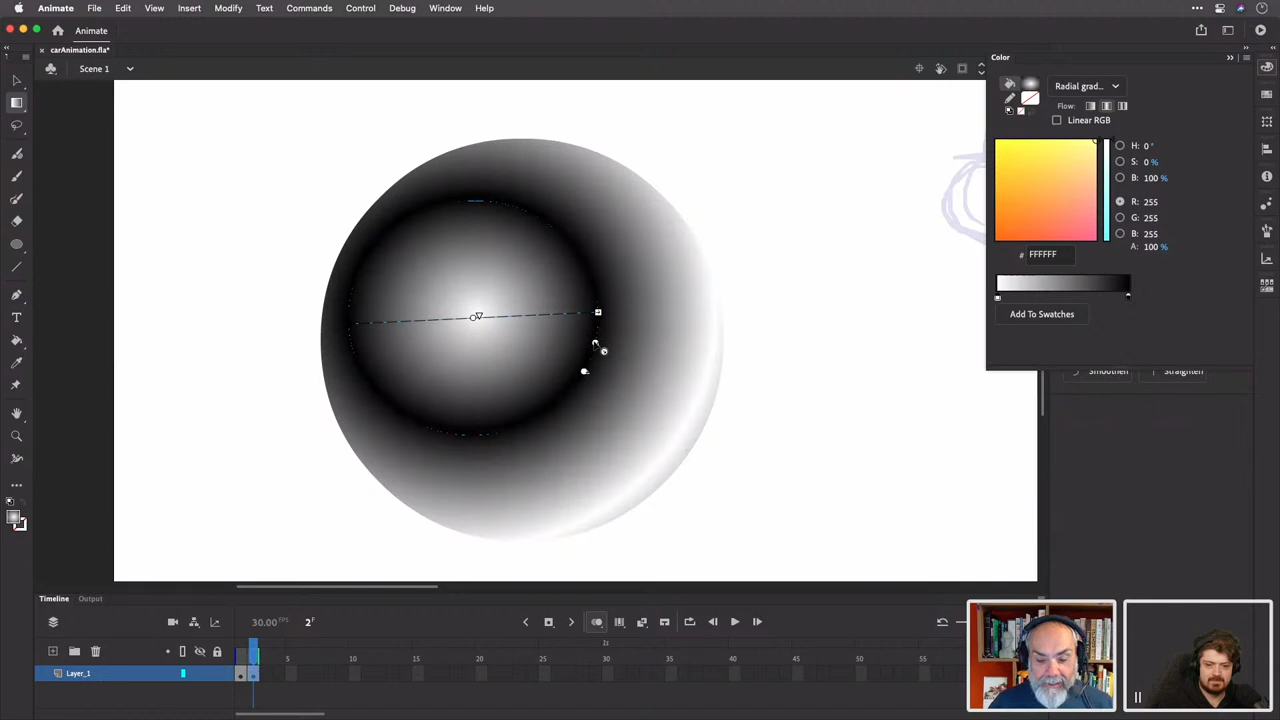 Animate File Edit View Insert Modify Text Commands Control Debug Window Help
Animate
carAnimation.fla*
Scene 1
Color
Radial grad...
Flow:
Linear RGB
H: 0 °
S: 0 %
B: 100 %
R: 255
G: 255
B: 255
A: 100 %
# FFFFFF
Add To Swatches
Smoothen Straighten
Timeline Output
30.00 FPS 2 F
1s
5 10 15 20 25 30 35 40 45 50 55
Layer_1